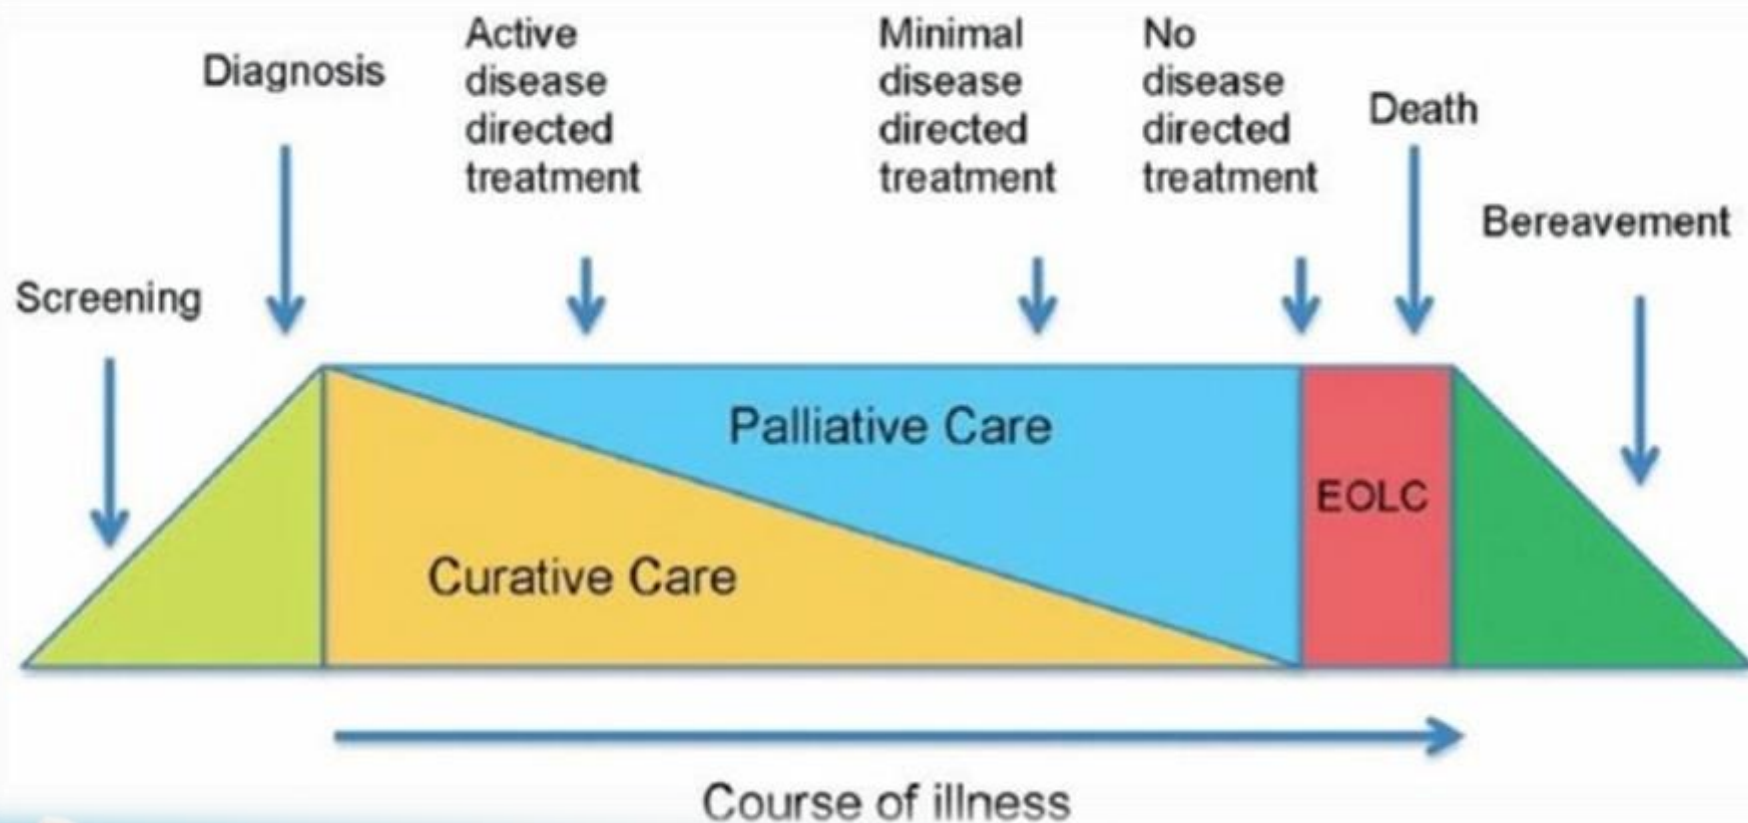 Screening
Diagnosis
Active
disease
directed
treatment
Minimal
disease
directed
treatment
No
disease
directed
treatment
Death
Bereavement
Palliative Care
Curative Care
EOLC
Course of illness